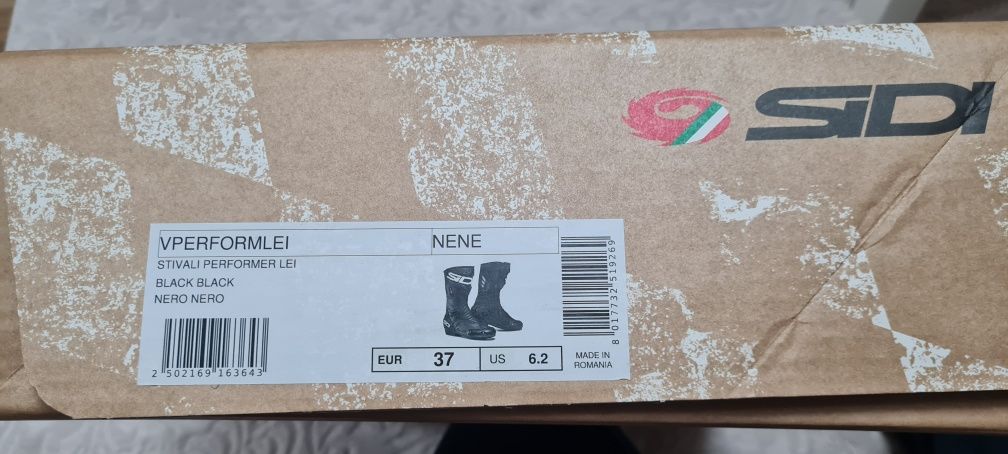 SIDI
VPERFORMLEI NENE
STIVALI PERFORMER LEI
BLACK BLACK
NERO NERO
SIDI
EUR 37 US 6.2
MADE IN
ROMANIA
2 502169 163643
8 017732 519269